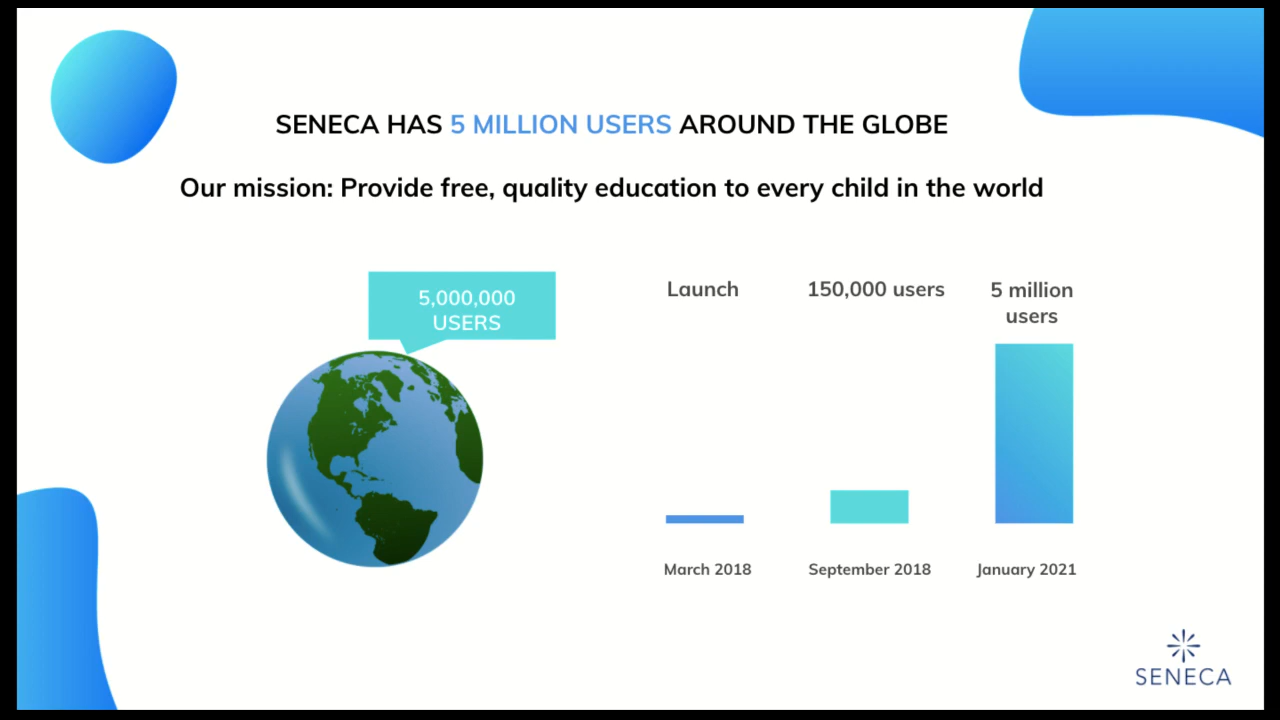 SENECA HAS 5 MILLION USERS AROUND THE GLOBE
Our mission: Provide free, quality education to every child in the world
5,000,000
USERS
Launch
150,000 users
5 million
users
March 2018
September 2018
January 2021
SENECA